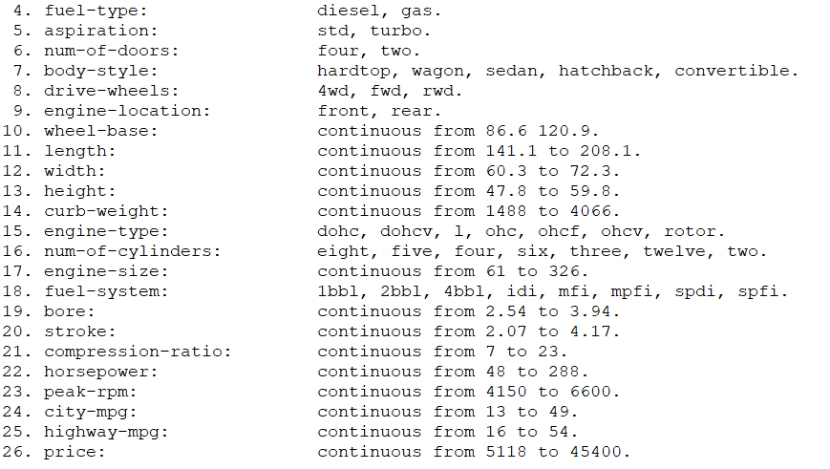 4. fuel-type: diesel, gas.
5. aspiration: std, turbo.
6. num-of-doors: four, two.
7. body-style: hardtop, wagon, sedan, hatchback, convertible.
8. drive-wheels: 4wd, fwd, rwd.
9. engine-location: front, rear.
10. wheel-base: continuous from 86.6 120.9.
11. length: continuous from 141.1 to 208.1.
12. width: continuous from 60.3 to 72.3.
13. height: continuous from 47.8 to 59.8.
14. curb-weight: continuous from 1488 to 4066.
15. engine-type: dohc, dohcv, l, ohc, ohcf, ohcv, rotor.
16. num-of-cylinders: eight, five, four, six, three, twelve, two.
17. engine-size: continuous from 61 to 326.
18. fuel-system: 1bbl, 2bbl, 4bbl, idi, mfi, mpfi, spdi, spfi.
19. bore: continuous from 2.54 to 3.94.
20. stroke: continuous from 2.07 to 4.17.
21. compression-ratio: continuous from 7 to 23.
22. horsepower: continuous from 48 to 288.
23. peak-rpm: continuous from 4150 to 6600.
24. city-mpg: continuous from 13 to 49.
25. highway-mpg: continuous from 16 to 54.
26. price: continuous from 5118 to 45400.